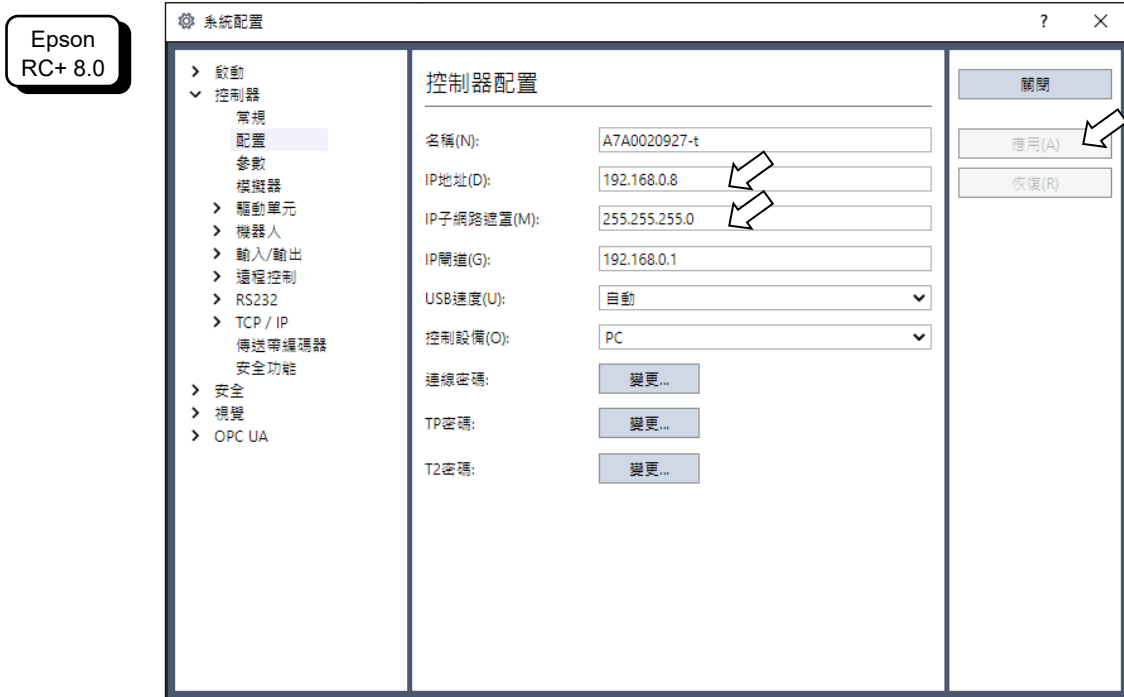 Epson
RC+ 8.0
系統配置
?
啟動
控制器
常規
配置
參數
模擬器
驅動單元
機器人
輸入/輸出
遠程控制
RS232
TCP / IP
傳送帶編碼器
安全功能
安全
視覺
OPC UA
控制器配置
名稱(N): A7A0020927-t
IP地址(D): 192.168.0.8
IP子網路遮罩(M): 255.255.255.0
IP閘道(G): 192.168.0.1
USB速度(U): 自動
控制設備(O): PC
連線密碼: 變更...
TP密碼: 變更...
T2密碼: 變更...
關閉
應用(A)
恢復(R)